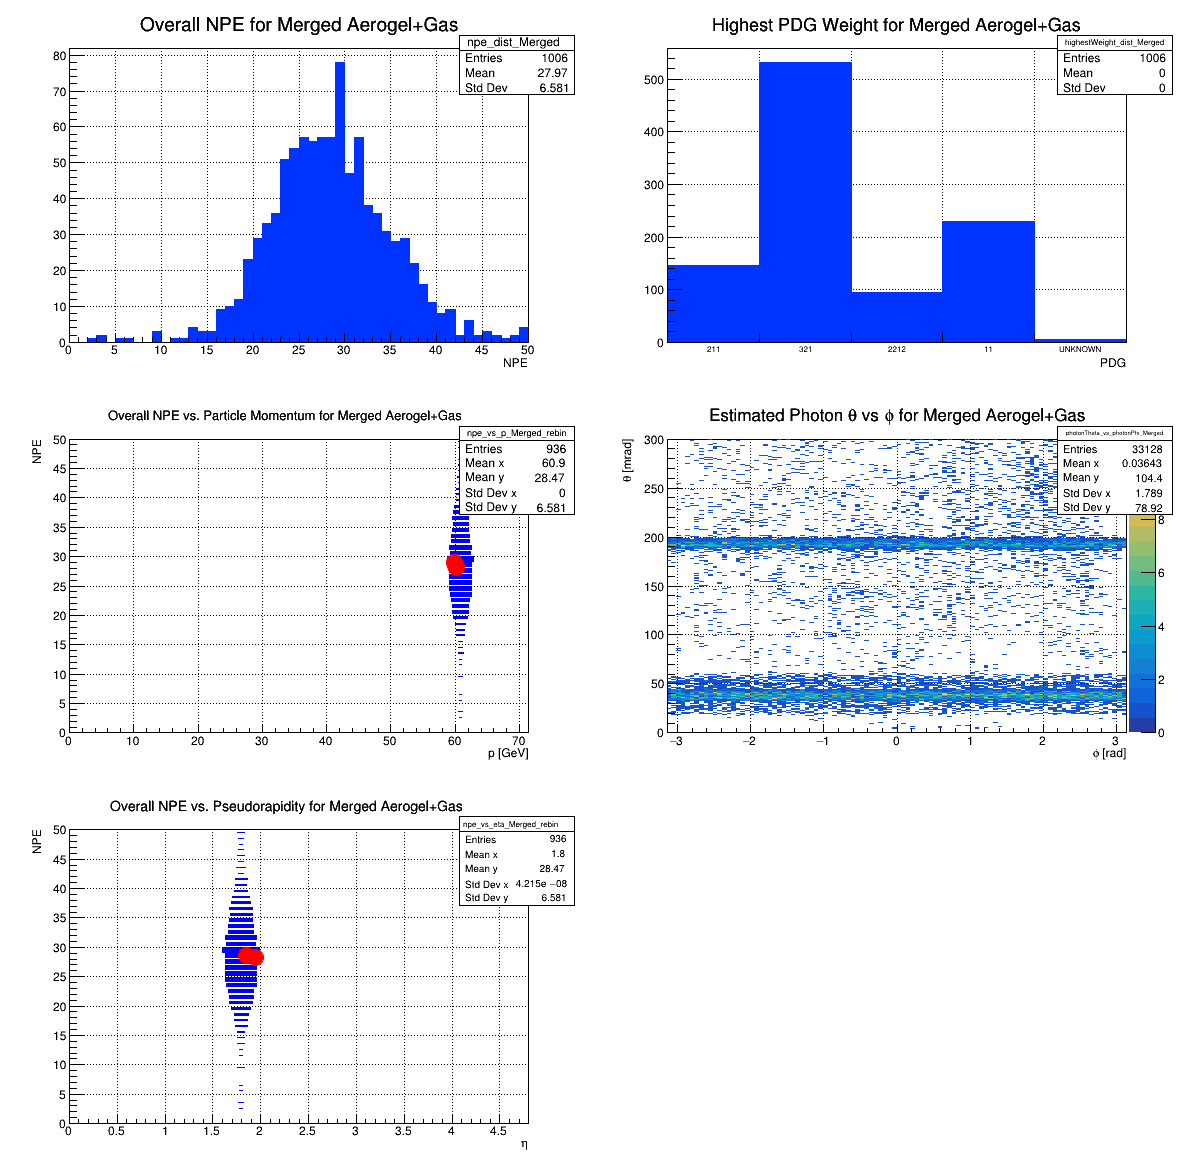 Overall NPE for Merged Aerogel+Gas
npe_dist_Merged
Entries 1006
Mean 27.97
Std Dev 6.581
80
70
60
50
40
30
20
10
0
0 5 10 15 20 25 30 35 40 45 50
NPE
Highest PDG Weight for Merged Aerogel+Gas
highestWeight_dist_Merged
Entries 1006
Mean 0
Std Dev 0
500
400
300
200
100
0
211 321 2212 11 UNKNOWN
PDG
Overall NPE vs. Particle Momentum for Merged Aerogel+Gas
npe_vs_p_Merged_rebin
Entries 936
Mean x 60.9
Mean y 28.47
Std Dev x 0
Std Dev y 6.581
NPE
50
45
40
35
30
25
20
15
10
5
0
0 10 20 30 40 50 60 70
p [GeV]
Estimated Photon θ vs ϕ for Merged Aerogel+Gas
photonTheta_vs_photonPhi_Merged
Entries 33128
Mean x 0.03643
Mean y 104.4
Std Dev x 1.789
Std Dev y 78.92
θ [mrad]
300
250
200
150
100
50
0
−3 −2 −1 0 1 2 3
ϕ [rad]
8
6
4
2
0
Overall NPE vs. Pseudorapidity for Merged Aerogel+Gas
npe_vs_eta_Merged_rebin
Entries 936
Mean x 1.8
Mean y 28.47
Std Dev x 4.215e −08
Std Dev y 6.581
NPE
50
45
40
35
30
25
20
15
10
5
0
0 0.5 1 1.5 2 2.5 3 3.5 4 4.5
η